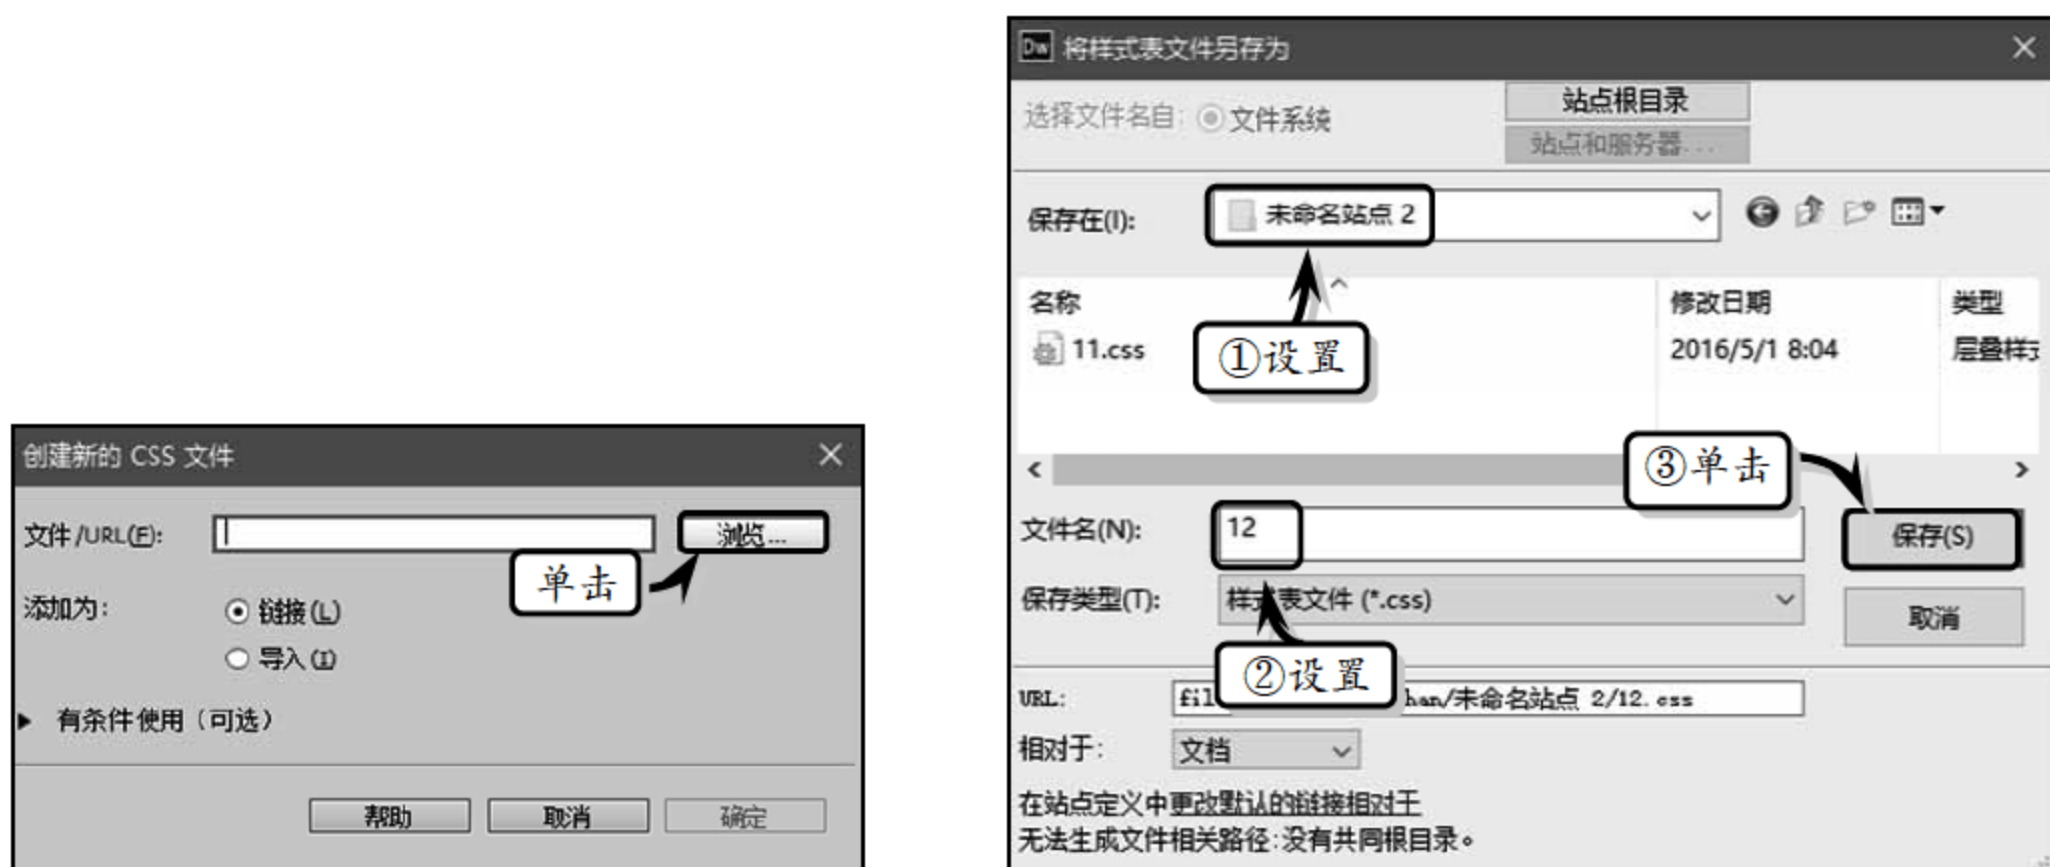 创建新的 CSS 文件
文件/URL(F):
浏览...
单击
添加为:
链接(L)
导入(I)
有条件使用（可选）
帮助
取消
确定
Dw 将样式表文件另存为
选择文件名自: 文件系统
站点根目录
站点和服务器...
保存在(I):
未命名站点 2
名称
修改日期
类型
11.css
2016/5/1 8:04
层叠样
①设置
③单击
文件名(N):
12
保存(S)
保存类型(T):
样式表文件 (*.css)
取消
②设置
URL:
fil
han/未命名站点 2/12.css
相对于:
文档
在站点定义中更改默认的链接相对于
无法生成文件相关路径:没有共同根目录。